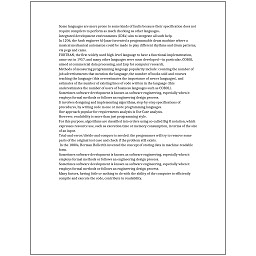 Some languages are more prone to some kinds of faults because their specification does not
require compilers to perform as much checking as other languages.
Integrated development environments (IDEs) aim to integrate all such help.
In 1206, the Arab engineer Al-Jazari invented a programmable drum machine where a
musical mechanical automaton could be made to play different rhythms and drum patterns,
via pegs and cams.
FORTRAN, the first widely used high-level language to have a functional implementation,
came out in 1957, and many other languages were soon developed—in particular, COBOL
aimed at commercial data processing, and Lisp for computer research.
Methods of measuring programming language popularity include: counting the number of
job advertisements that mention the language, the number of books sold and courses
teaching the language (this overestimates the importance of newer languages), and
estimates of the number of existing lines of code written in the language (this
underestimates the number of users of business languages such as COBOL).
Sometimes software development is known as software engineering, especially when it
employs formal methods or follows an engineering design process.
It involves designing and implementing algorithms, step-by-step specifications of
procedures, by writing code in one or more programming languages.
One approach popular for requirements analysis is Use Case analysis.
However, readability is more than just programming style.
For this purpose, algorithms are classified into orders using so-called Big O notation, which
expresses resource use, such as execution time or memory consumption, in terms of the size
of an input.
Trial-and-error/divide-and-conquer is needed: the programmer will try to remove some
parts of the original test case and check if the problem still exists.
In the 1880s, Herman Hollerith invented the concept of storing data in machine-readable
form.
Sometimes software development is known as software engineering, especially when it
employs formal methods or follows an engineering design process.
Sometimes software development is known as software engineering, especially when it
employs formal methods or follows an engineering design process.
Many factors, having little or nothing to do with the ability of the computer to efficiently
compile and execute the code, contribute to readability.